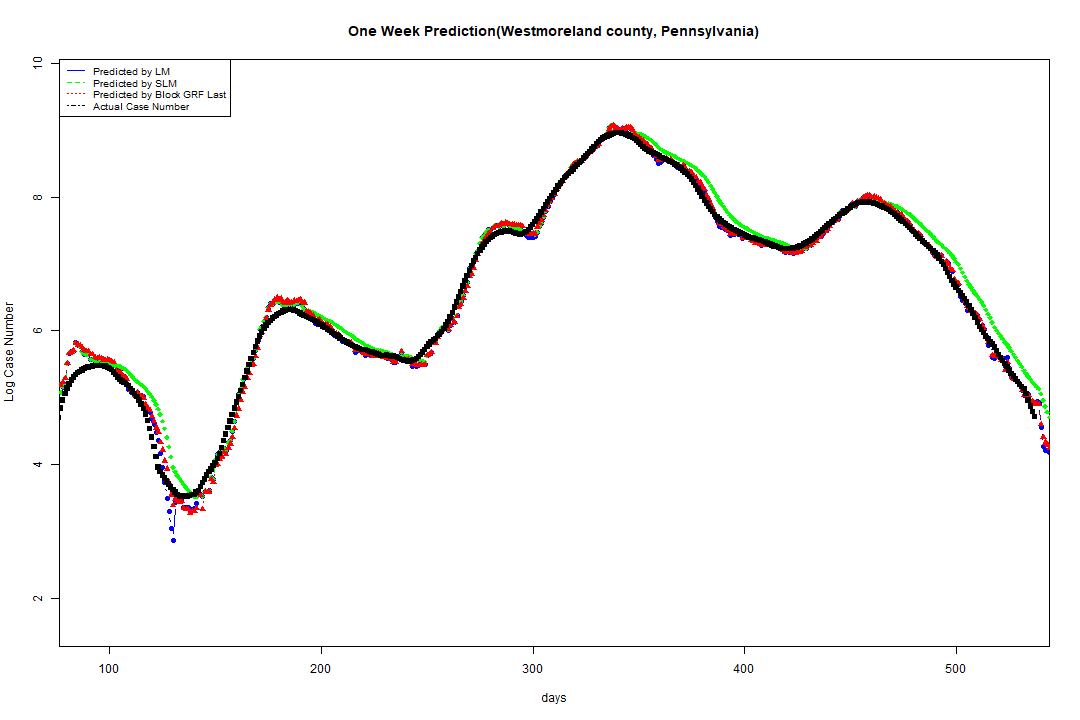 One Week Prediction(Westmoreland county, Pennsylvania)
Predicted by LM
Predicted by SLM
Predicted by Block GRF Last
Actual Case Number
10
8
6
4
2
Log Case Number
100 200 300 400 500
days